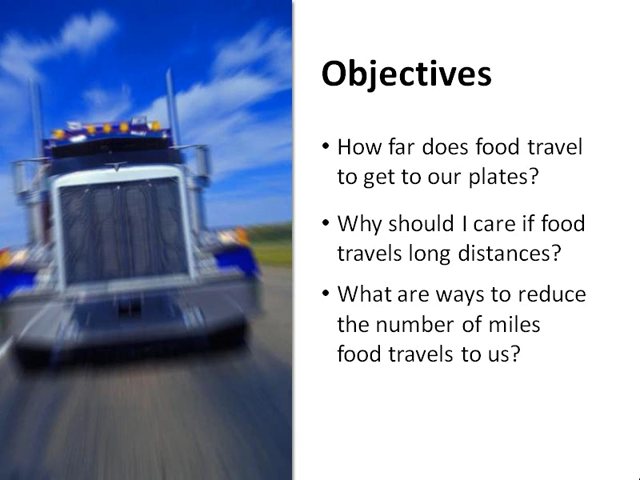 Objectives
• How far does food travel
to get to our plates?
• Why should I care if food
travels long distances?
• What are ways to reduce
the number of miles
food travels to us?